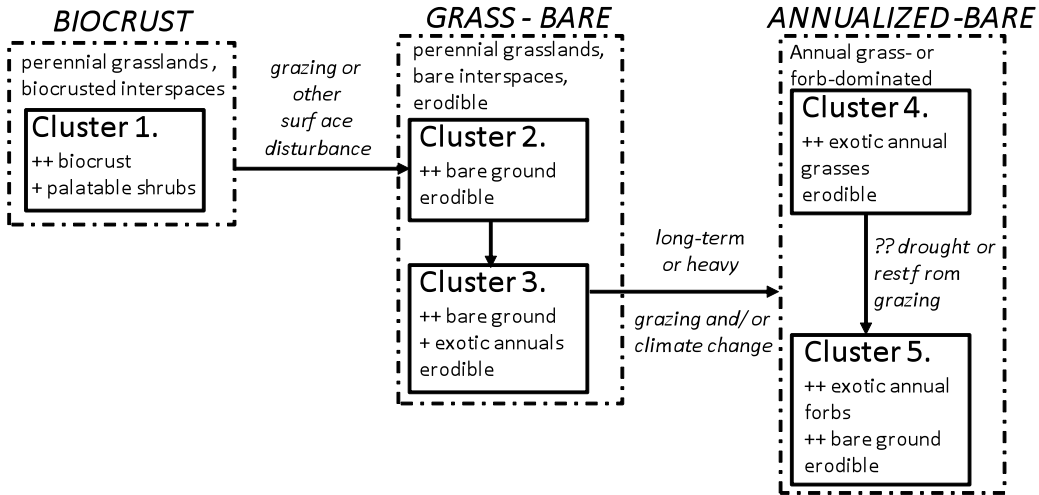 BIOCRUST
perennial grasslands ,
biocrusted interspaces
Cluster 1.
++ biocrust
+ palatable shrubs
grazing or
other
surf ace
disturbance
GRASS - BARE
perennial grasslands,
bare interspaces,
erodible
Cluster 2.
++ bare ground
erodible
Cluster 3.
++ bare ground
+ exotic annuals
erodible
long-term
or heavy
grazing and/ or
climate change
ANNUALIZED -BARE
Annual grass- or
forb-dominated
Cluster 4.
++ exotic annual
grasses
erodible
?? drought or
restf rom
grazing
Cluster 5.
++ exotic annual
forbs
++ bare ground
erodible